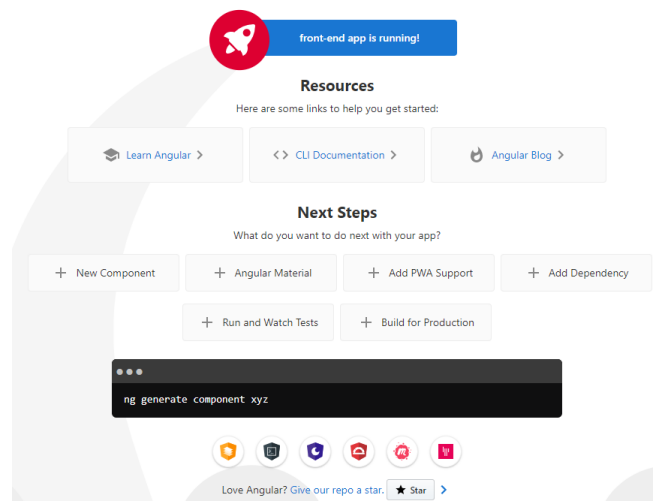 front-end app is running!
Resources
Here are some links to help you get started:
Learn Angular
CLI Documentation
Angular Blog
Next Steps
What do you want to do next with your app?
New Component
Angular Material
Add PWA Support
Add Dependency
Run and Watch Tests
Build for Production
ng generate component xyz
Love Angular? Give our repo a star. Star